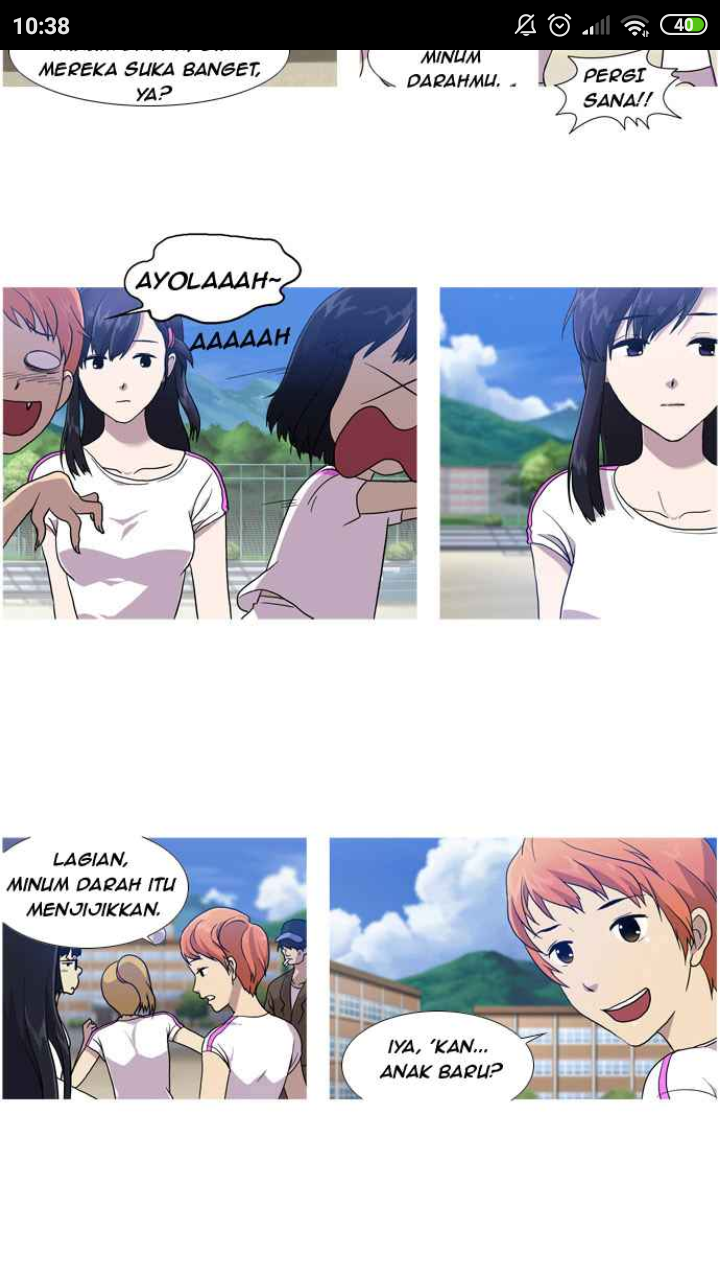 10:38
40
MEREKA SUKA BANGET,
YA?
MINUM
DARAHMU.
PERGI
SANA!!
AYOLAAAH~
AAAAAH
LAGIAN,
MINUM DARAH ITU
MENJIJIKKAN.
IYA, 'KAN...
ANAK BARU?